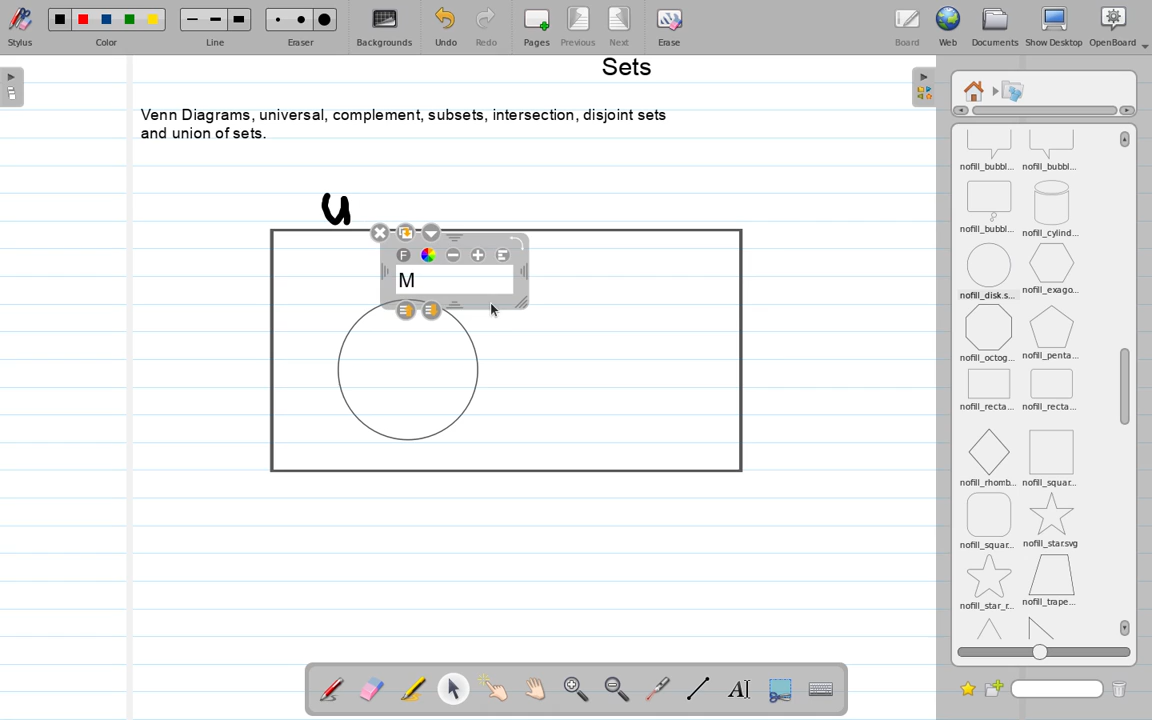 Stylus
Color
Line
Eraser
Backgrounds
Undo
Redo
Pages
Previous
Next
Erase
Board
Web
Documents
Show Desktop
OpenBoard
Sets
Venn Diagrams, universal, complement, subsets, intersection, disjoint sets
and union of sets.
U
F
M
nofill_bubbl...
nofill_bubbl...
nofill_bubbl...
nofill_cylind...
nofill_disk.s...
nofill_exago...
nofill_octog...
nofill_penta...
nofill_recta...
nofill_recta...
nofill_rhomb...
nofill_squar...
nofill_squar...
nofill_star.svg
nofill_star_r...
nofill_trape...
AI